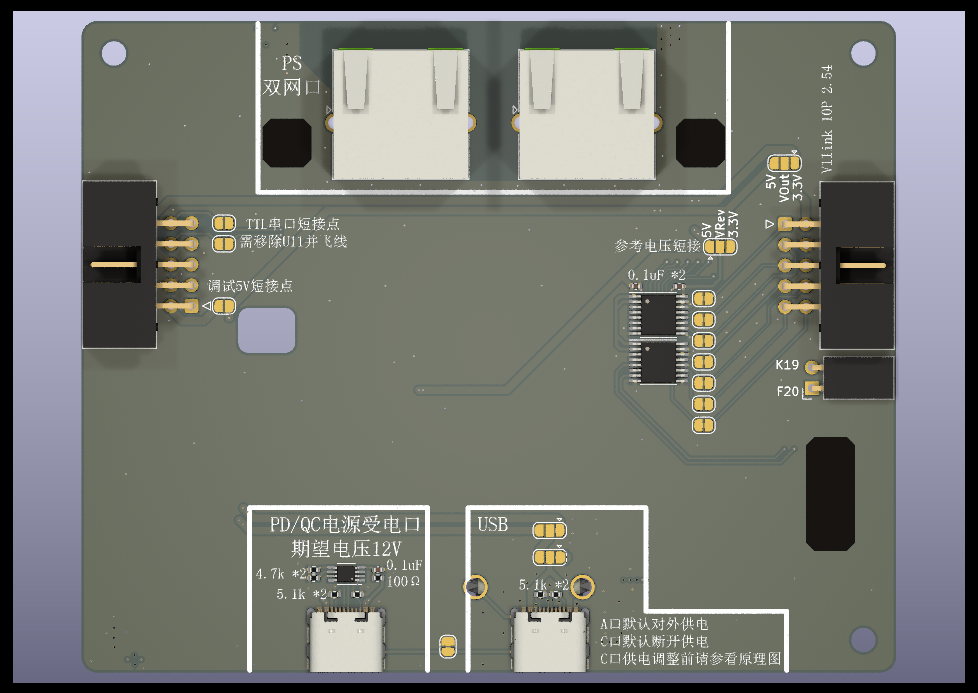 PS
双网口
Vllink 10P 2.54
5V
VOut
3.3V
TTL串口短接点
需移除U11并飞线
5V
VRev
3.3V
参考电压短接
0.1uF *2
调试5V短接点
K19
F20
PD/QC电源受电口
期望电压12V
4.7k *2
0.1uF
100Ω
5.1k *2
USB
5.1k *2
A口默认对外供电
C口默认断开供电
C口供电调整前请参看原理图